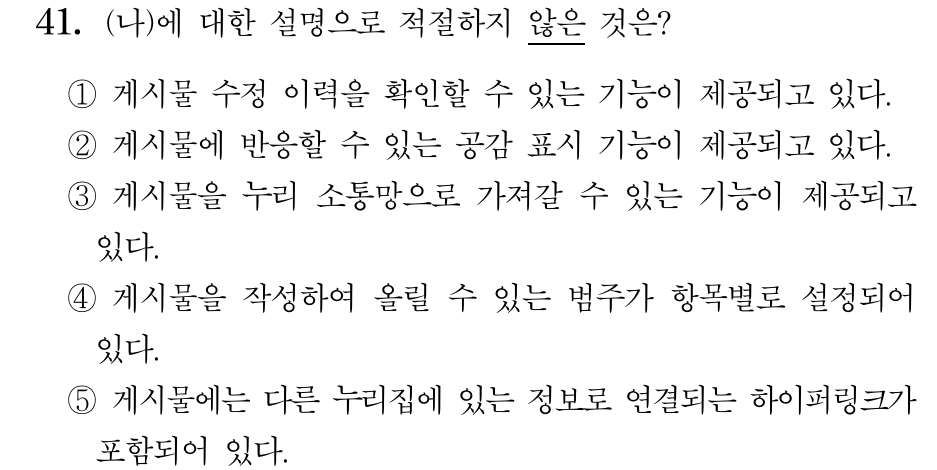 41. (나)에 대한 설명으로 적절하지 않은 것은?
① 게시물 수정 이력을 확인할 수 있는 기능이 제공되고 있다.
② 게시물에 반응할 수 있는 공감 표시 기능이 제공되고 있다.
③ 게시물을 누리 소통망으로 가져갈 수 있는 기능이 제공되고
있다.
④ 게시물을 작성하여 올릴 수 있는 범주가 항목별로 설정되어
있다.
⑤ 게시물에는 다른 누리집에 있는 정보로 연결되는 하이퍼링크가
포함되어 있다.